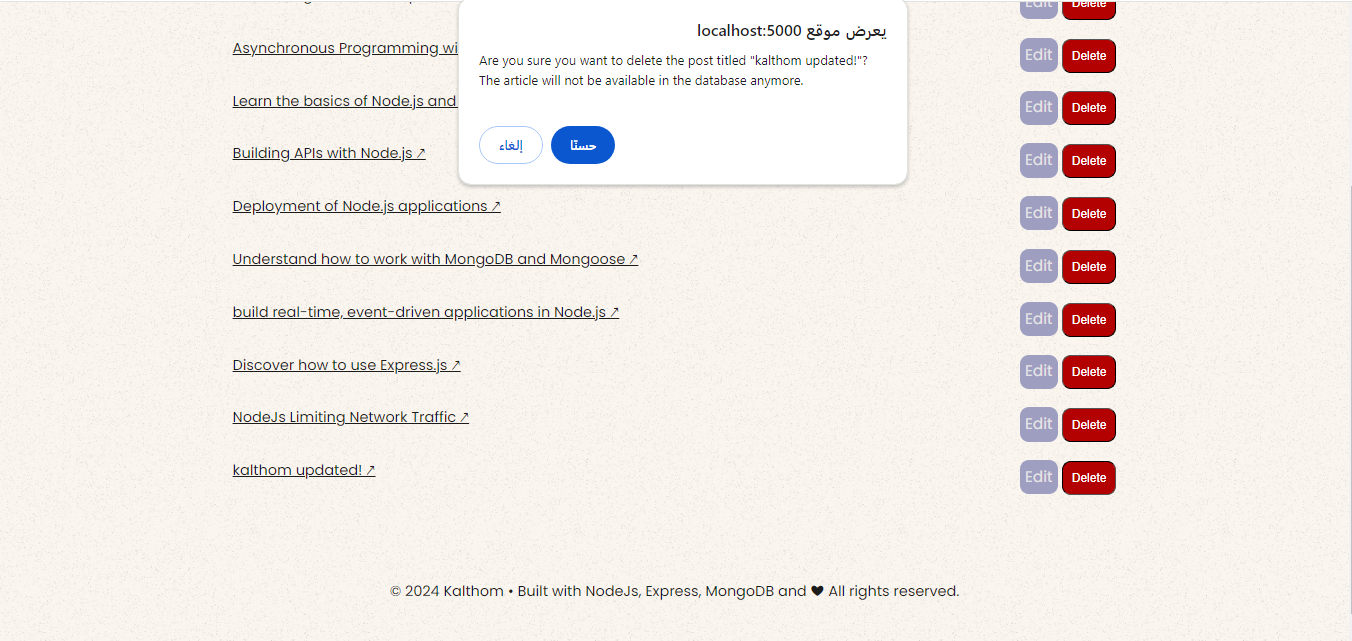 يعرض موقع localhost:5000
Are you sure you want to delete the post titled "kalthom updated!"?
The article will not be available in the database anymore.
إلغاء حسنًا
Edit Delete
Asynchronous Programming wi Edit Delete
Learn the basics of Node.js and Edit Delete
Building APIs with Node.js ↗ Edit Delete
Deployment of Node.js applications ↗ Edit Delete
Understand how to work with MongoDB and Mongoose ↗ Edit Delete
build real-time, event-driven applications in Node.js ↗ Edit Delete
Discover how to use Express.js ↗ Edit Delete
NodeJs Limiting Network Traffic ↗ Edit Delete
kalthom updated! ↗ Edit Delete
© 2024 Kalthom • Built with NodeJs, Express, MongoDB and ♥ All rights reserved.